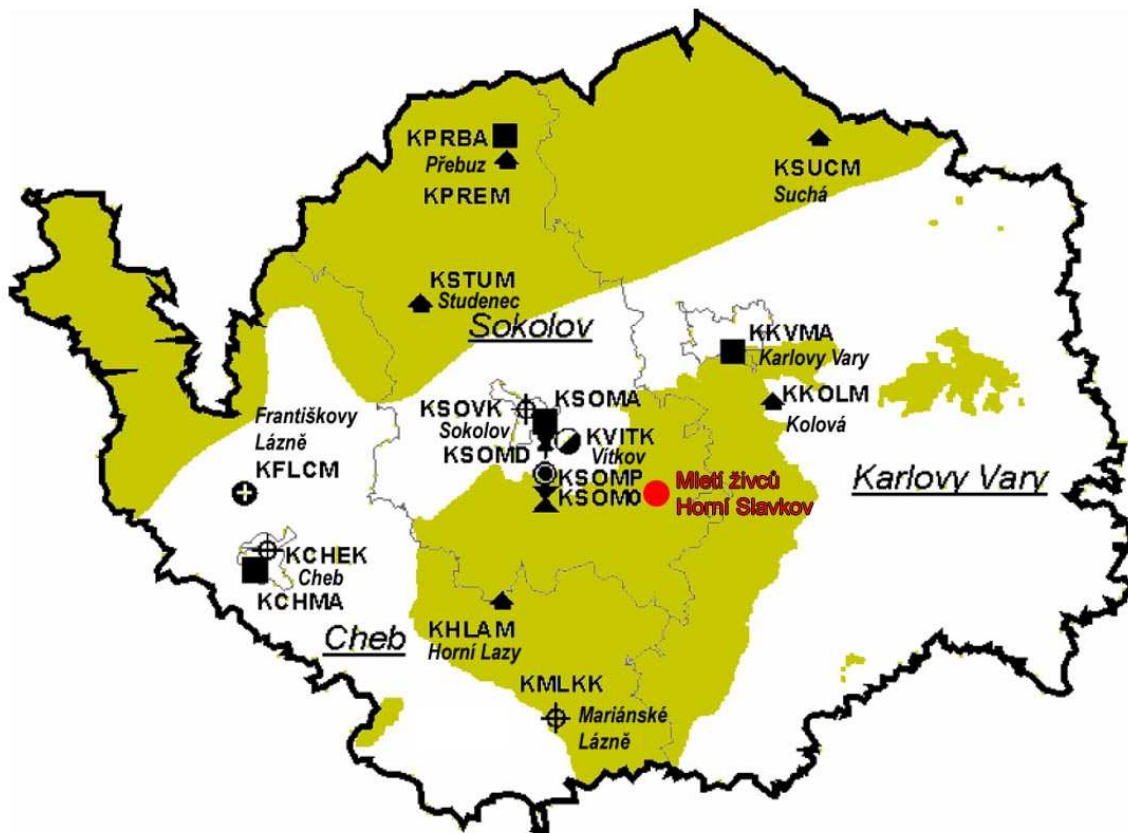 KPRBA
Přebuz
KPREM
KSUCM
Suchá
KSTUM
Studenec
Sokolov
KKVMA
Karlovy Vary
KSOMA
KSOVK
Sokolov
KKOLM
Kolová
Františkovy
Lázně
KVITK
Vítkov
KSOMD
KFLCM
KSOMP
KSOM0
Mletí živců
Horní Slavkov
Karlovy Vary
KCHEK
Cheb
KCHMA
Cheb
KHLAM
Horní Lazy
KMLKK
Mariánské
Lázně